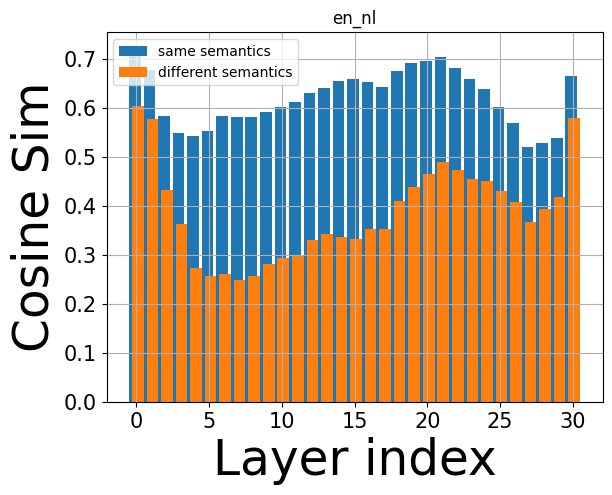 en_nl
same semantics
different semantics
Cosine Sim
0.7
0.6
0.5
0.4
0.3
0.2
0.1
0.0
0 5 10 15 20 25 30
Layer index